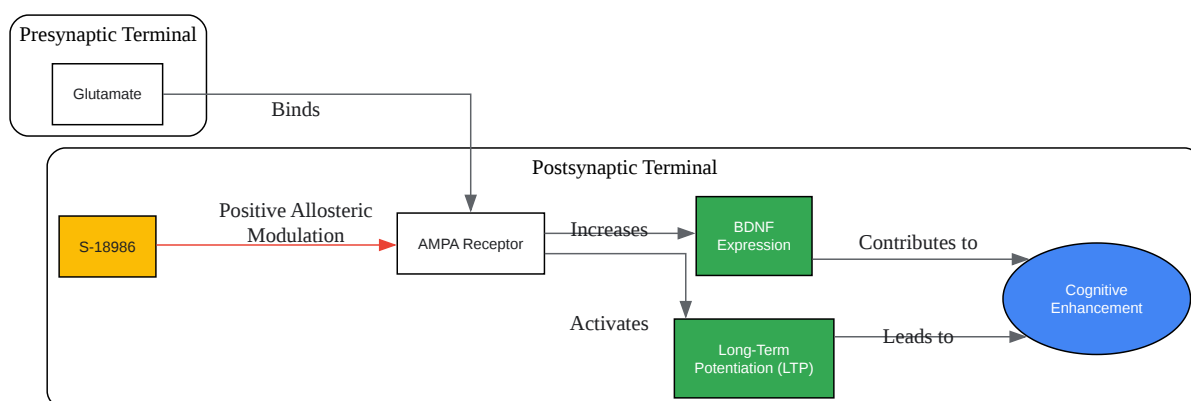 Presynaptic Terminal
Glutamate
Binds
Postsynaptic Terminal
S-18986
Positive Allosteric
Modulation
AMPA Receptor
Increases
BDNF
Expression
Contributes to
Cognitive
Enhancement
Activates
Long-Term
Potentiation (LTP)
Leads to